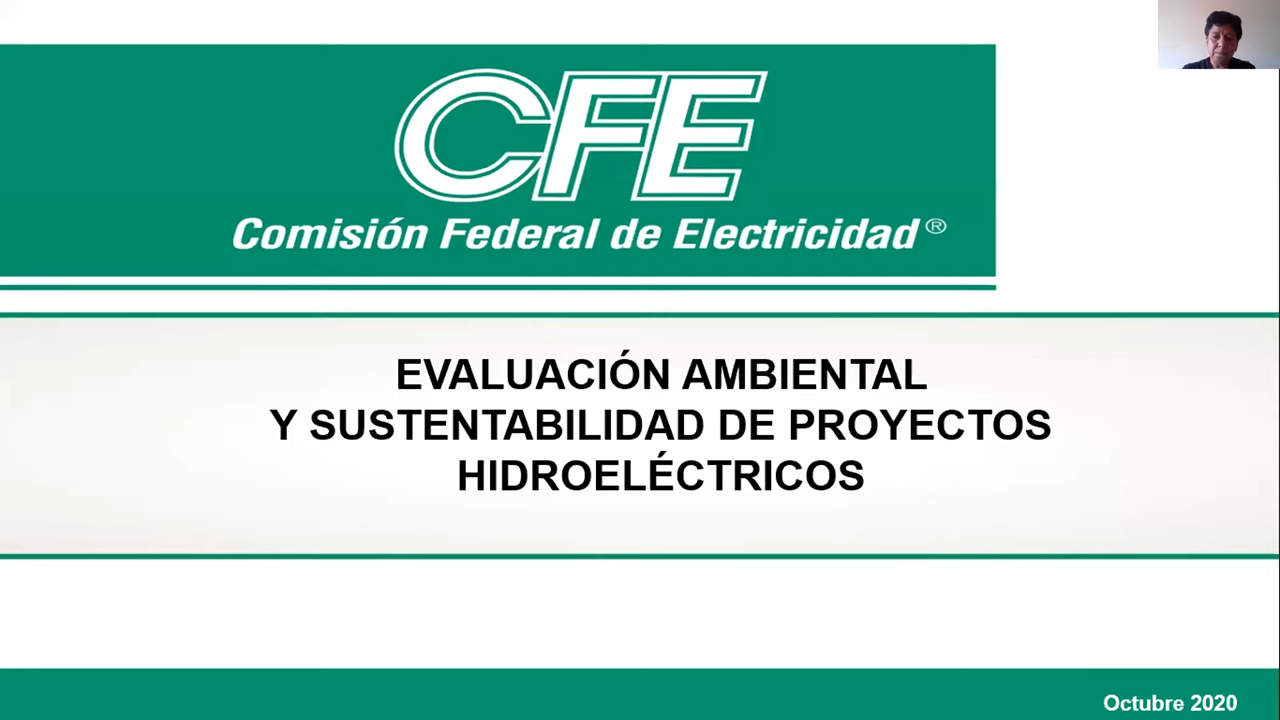 CFE
Comisión Federal de Electricidad ®
EVALUACIÓN AMBIENTAL
Y SUSTENTABILIDAD DE PROYECTOS
HIDROELÉCTRICOS
Octubre 2020